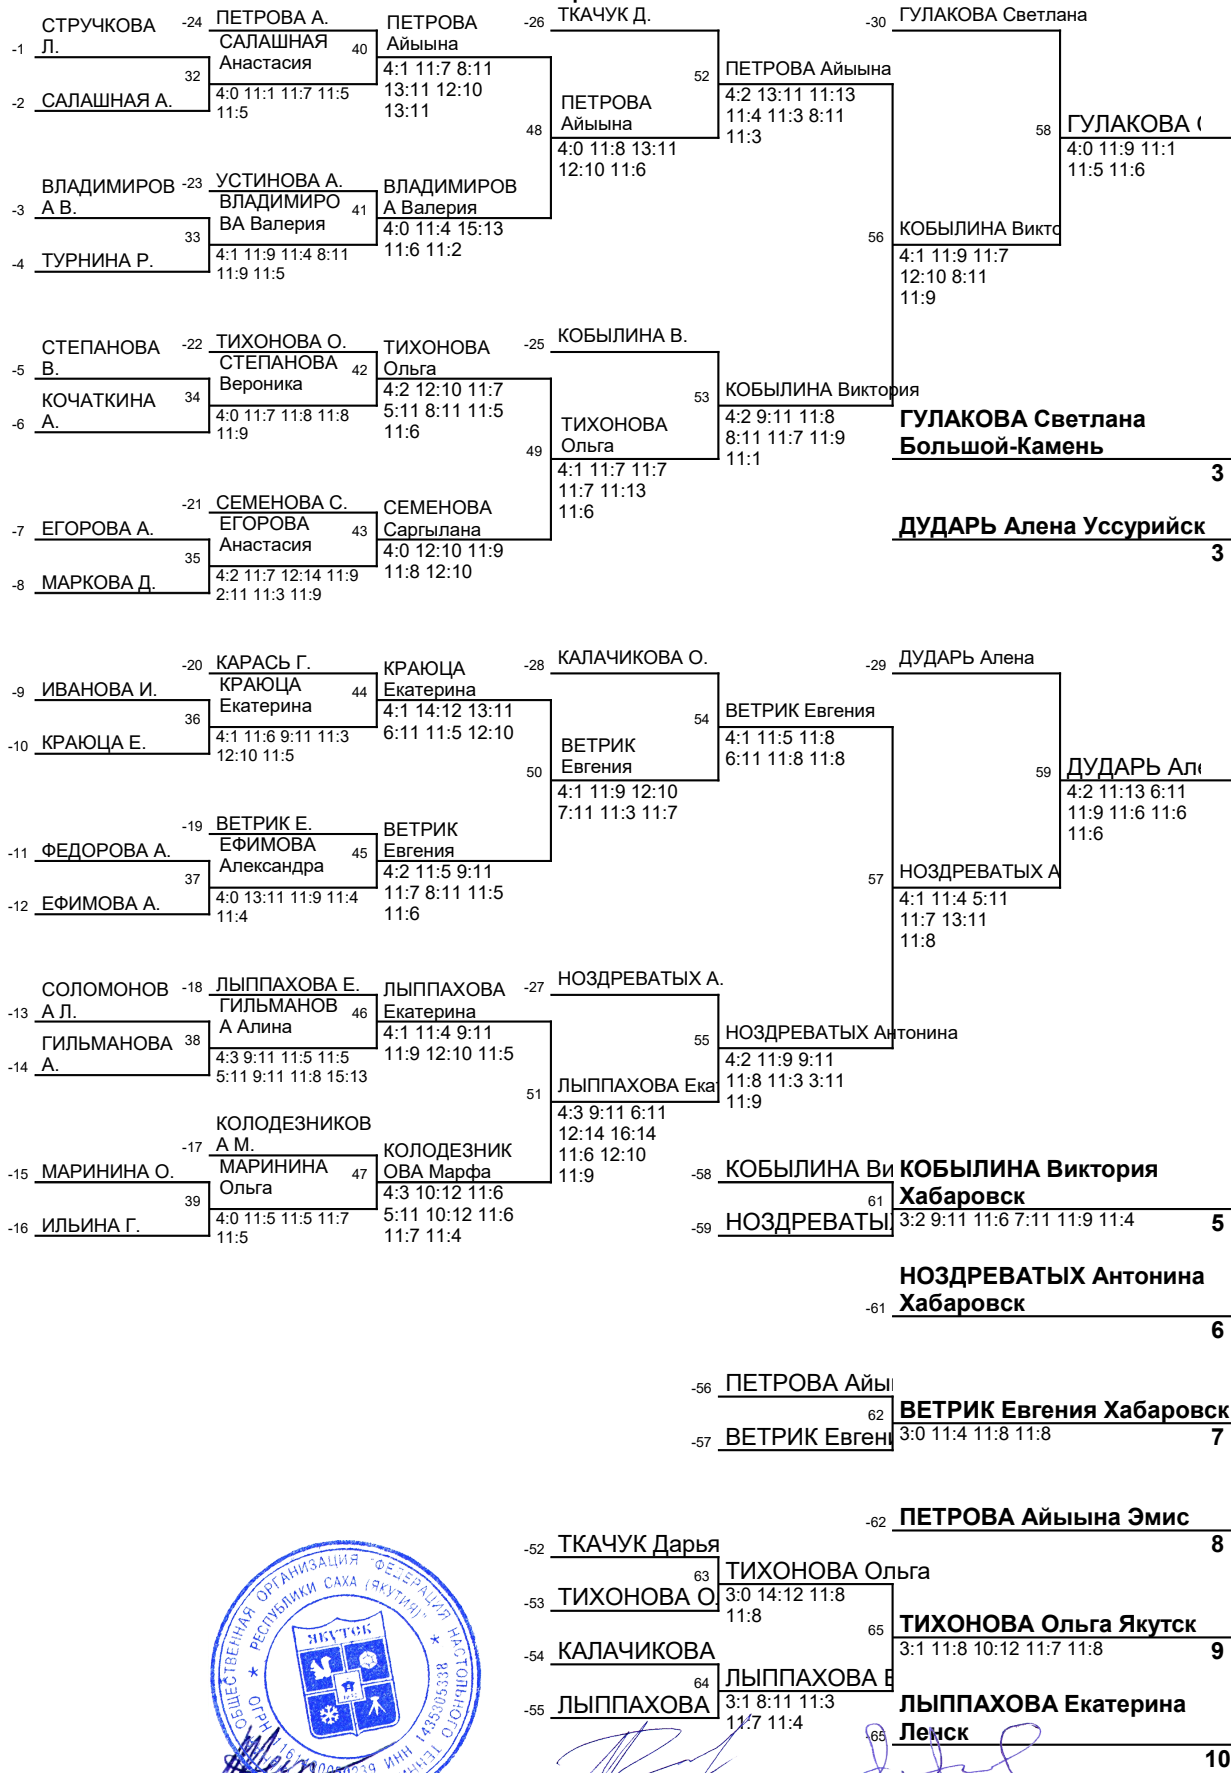 -1 СТРУЧКОВА
Л.
32
-2 САЛАШНАЯ А.
-24 ПЕТРОВА А.
САЛАШНАЯ
Анастасия
40
4:0 11:1 11:7 11:5
11:5
ПЕТРОВА
Айыына
4:1 11:7 8:11
13:11 12:10
13:11
-3 ВЛАДИМИРОВ
А В.
33
-4 ТУРНИНА Р.
-23 УСТИНОВА А.
ВЛАДИМИРО
ВА Валерия
41
4:1 11:9 11:4 8:11
11:9 11:5
ВЛАДИМИРОВ
А Валерия
4:0 11:4 15:13
11:6 11:2
48
ПЕТРОВА
Айыына
4:0 11:8 13:11
12:10 11:6
-26 ТКАЧУК Д.
52
ПЕТРОВА Айыына
4:2 13:11 11:13
11:4 11:3 8:11
11:3
-5 СТЕПАНОВА
В.
34
-6 КОЧАТКИНА
А.
-22 ТИХОНОВА О.
СТЕПАНОВА
Вероника
42
4:0 11:7 11:8 11:8
11:9
ТИХОНОВА
Ольга
4:2 12:10 11:7
5:11 8:11 11:5
11:6
-7 ЕГОРОВА А.
35
-8 МАРКОВА Д.
-21 СЕМЕНОВА С.
ЕГОРОВА
Анастасия
43
4:2 11:7 12:14 11:9
2:11 11:3 11:9
СЕМЕНОВА
Саргылана
4:0 12:10 11:9
11:8 12:10
49
ТИХОНОВА
Ольга
4:1 11:7 11:7
11:7 11:13
11:6
-25 КОБЫЛИНА В.
53
КОБЫЛИНА Виктория
4:2 9:11 11:8
8:11 11:7 11:9
11:1
56
КОБЫЛИНА Викто
4:1 11:9 11:7
12:10 8:11
11:9
-30 ГУЛАКОВА Светлана
58
ГУЛАКОВА
4:0 11:9 11:1
11:5 11:6
ГУЛАКОВА Светлана
Большой-Камень
3
ДУДАРЬ Алена Уссурийск
3
-9 ИВАНОВА И.
36
-10 КРАЮЦА Е.
-20 КАРАСЬ Г.
КРАЮЦА
Екатерина
44
4:1 11:6 9:11 11:3
12:10 11:5
КРАЮЦА
Екатерина
4:1 14:12 13:11
6:11 11:5 12:10
-11 ФЕДОРОВА А.
37
-12 ЕФИМОВА А.
-19 ВЕТРИК Е.
ЕФИМОВА
Александра
45
4:0 13:11 11:9 11:4
11:4
ВЕТРИК
Евгения
4:2 11:5 9:11
11:7 8:11 11:5
11:6
50
ВЕТРИК
Евгения
4:1 11:9 12:10
7:11 11:3 11:7
-28 КАЛАЧИКОВА О.
54
ВЕТРИК Евгения
4:1 11:5 11:8
6:11 11:8 11:8
-13 СОЛОМОНОВ
А Л.
38
-14 ГИЛЬМАНОВА
А.
-18 ЛЫППАХОВА Е.
ГИЛЬМАНОВ
А Алина
46
4:3 9:11 11:5 11:5
5:11 9:11 11:8 15:13
ЛЫППАХОВА
Екатерина
4:1 11:4 9:11
11:9 12:10 11:5
-15 МАРИНИНА О.
39
-16 ИЛЬИНА Г.
-17 КОЛОДЕЗНИКОВ
А М.
МАРИНИНА
Ольга
47
4:0 11:5 11:5 11:7
11:5
КОЛОДЕЗНИК
ОВА Марфа
4:3 10:12 11:6
5:11 10:12 11:6
11:7 11:4
51
ЛЫППАХОВА Ека
4:3 9:11 6:11
12:14 16:14
11:6 12:10
11:9
-27 НОЗДРЕВАТЫХ А.
55
НОЗДРЕВАТЫХ Антонина
4:2 11:9 9:11
11:8 11:3 3:11
11:9
57
НОЗДРЕВАТЫХ А
4:1 11:4 5:11
11:7 13:11
11:8
-29 ДУДАРЬ Алена
59
ДУДАРЬ Але
4:2 11:13 6:11
11:9 11:6 11:6
11:6
-58 КОБЫЛИНА Ви
61
-59 НОЗДРЕВАТЫ
КОБЫЛИНА Виктория
Хабаровск
3:2 9:11 11:6 7:11 11:9 11:4
5
НОЗДРЕВАТЫХ Антонина
-61 Хабаровск
6
-56 ПЕТРОВА Айы
62
-57 ВЕТРИК Евген
ВЕТРИК Евгения Хабаровск
3:0 11:4 11:8 11:8
7
-62 ПЕТРОВА Айыына Эмис
8
-52 ТКАЧУК Дарья
63
-53 ТИХОНОВА О
ТИХОНОВА Ольга
3:0 14:12 11:8
11:8
-54 КАЛАЧИКОВА
64
-55 ЛЫППАХОВА
ЛЫППАХОВА Е
3:1 8:11 11:3
11:7 11:4
65
ТИХОНОВА Ольга Якутск
3:1 11:8 10:12 11:7 11:8
9
ЛЫППАХОВА Екатерина
-65 Ленск
10
ОБЩЕСТВЕННАЯ ОРГАНИЗАЦИЯ "ФЕДЕРАЦИЯ НАСТОЛЬНОГО
РЕСПУБЛИКИ САХА (ЯКУТИЯ)"
ЯКУТСК
ИНН 1435305338